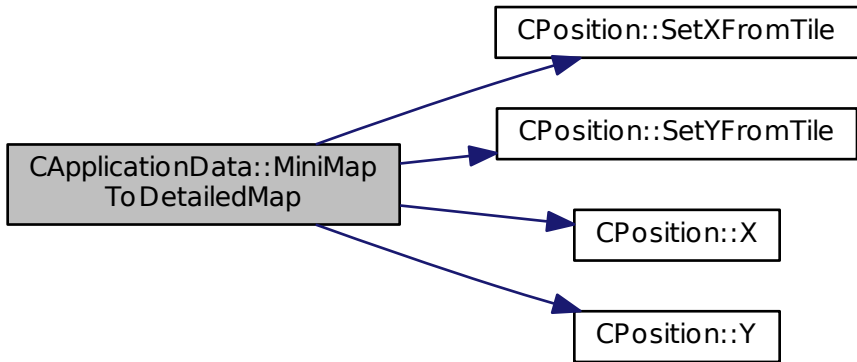 CPosition::SetXFromTile
CPosition::SetYFromTile
CApplicationData::MiniMap
ToDetailedMap
CPosition::X
CPosition::Y